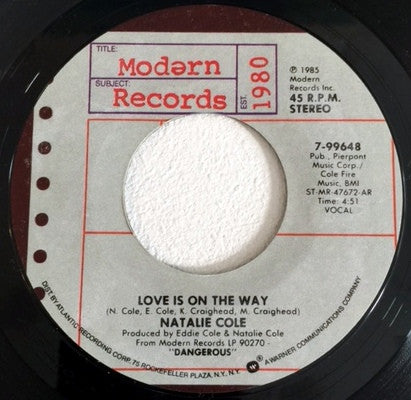 TITLE:
Modərn
SUBJECT:
Records
EST. 1980
℗ 1985
Modern
Records Inc.
45 R.P.M.
STEREO
7-99648
Pub., Pierpont
Music Corp./
Cole Fire
Music, BMI
ST-MR-47672-AR
Time: 4:51
VOCAL
LOVE IS ON THE WAY
(N. Cole, E. Cole, K. Craighead, M. Craighead)
NATALIE COLE
Produced by Eddie Cole & Natalie Cole
From Modern Records LP 90270 -
"DANGEROUS"
DIST BY ATLANTIC RECORDING CORP. 75 ROCKEFELLER PLAZA, N.Y., N.Y. ® A WARNER COMMUNICATIONS COMPANY